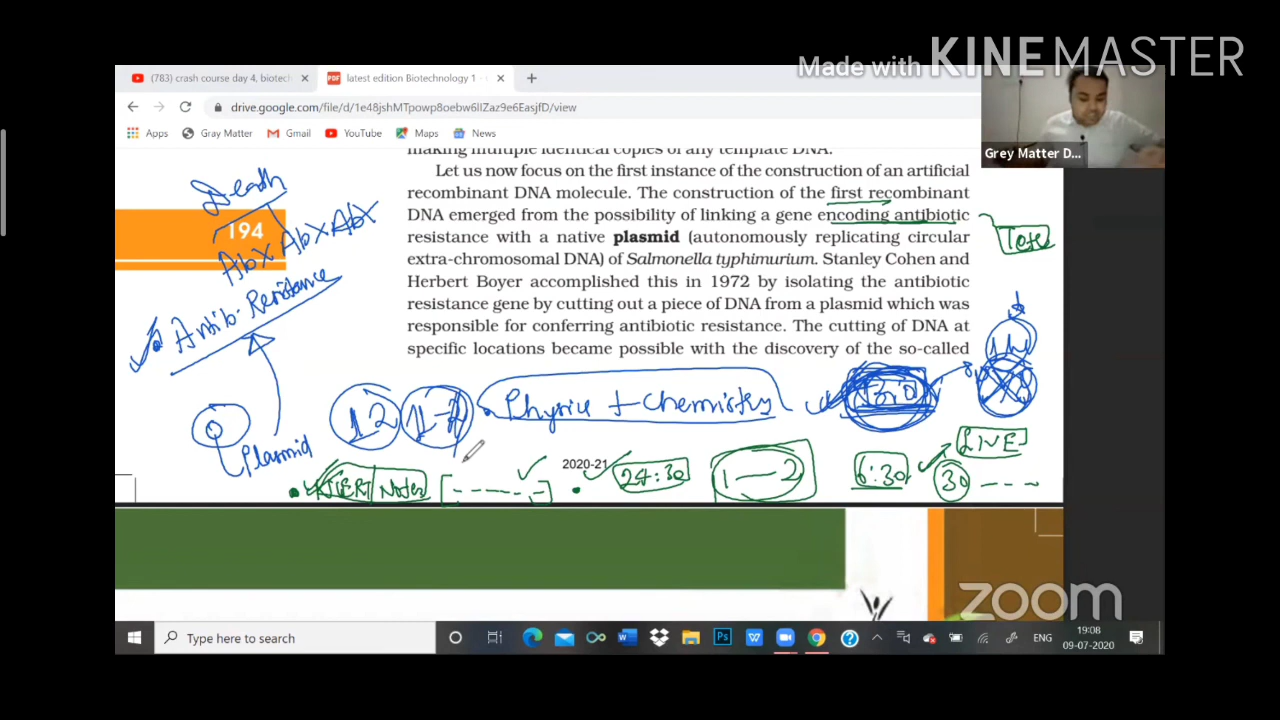 Made with KINEMASTER
(783) crash course day 4, biotech
latest edition Biotechnology 1 -
drive.google.com/file/d/1e48jshMTpowp8oebw6lIZaz9e6EasjfD/view
Apps Gray Matter Gmail YouTube Maps News
Grey Matter D...
making multiple identical copies of any template DNA.
Let us now focus on the first instance of the construction of an artificial
recombinant DNA molecule. The construction of the first recombinant
DNA emerged from the possibility of linking a gene encoding antibiotic
resistance with a native plasmid (autonomously replicating circular
extra-chromosomal DNA) of Salmonella typhimurium. Stanley Cohen and
Herbert Boyer accomplished this in 1972 by isolating the antibiotic
resistance gene by cutting out a piece of DNA from a plasmid which was
responsible for conferring antibiotic resistance. The cutting of DNA at
specific locations became possible with the discovery of the so-called
Death
194
AbX AbX AbX
Antib. Resistance
Plasmid
12
Physics + Chemistry
LIVE
2020-21
Notes
24:30
1-2
6:30
30
zoom
Type here to search
ENG
19:08
09-07-2020